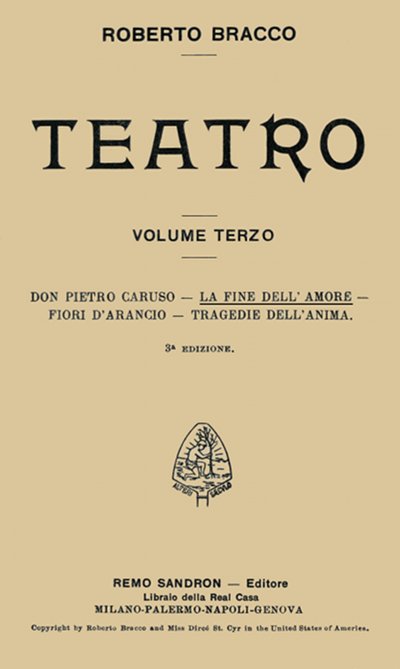 ROBERTO BRACCO
TEATRO
VOLUME TERZO
DON PIETRO CARUSO — LA FINE DELL' AMORE —
FIORI D'ARANCIO — TRAGEDIE DELL'ANIMA.
3ª EDIZIONE.
ALTERI SÆCVLO
REMO SANDRON — Editore
Libraio della Real Casa
MILANO-PALERMO-NAPOLI-GENOVA
Copyright by Roberto Bracco and Miss Dircé St. Cyr in the United States of America.